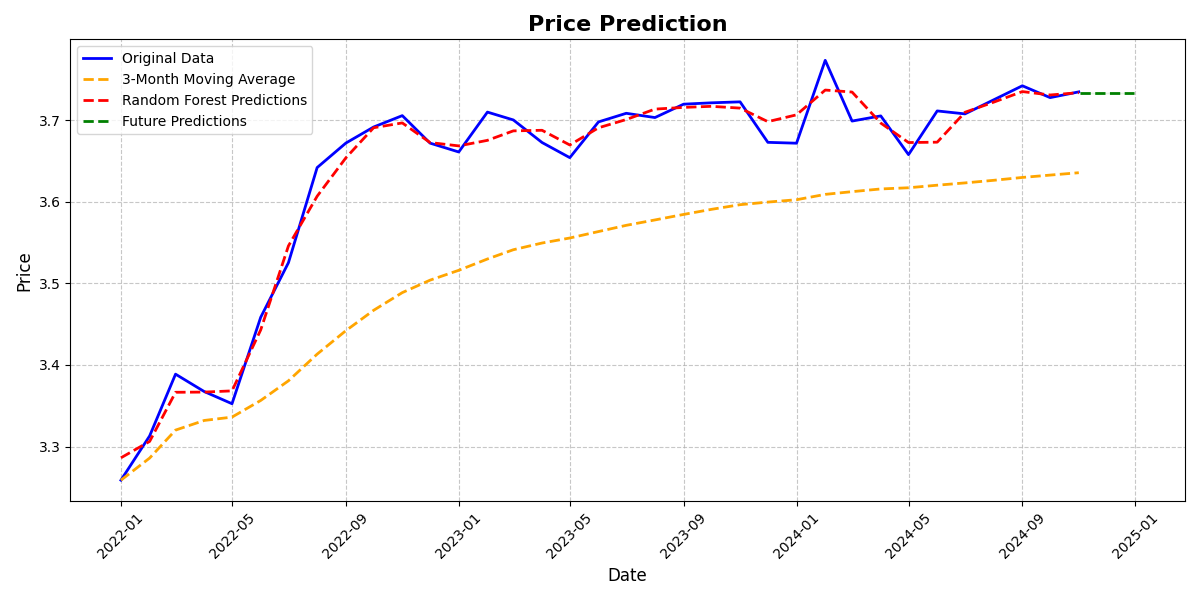 Price Prediction
Original Data
3-Month Moving Average
Random Forest Predictions
Future Predictions
Price
3.7
3.6
3.5
3.4
3.3
2022-01
2022-05
2022-09
2023-01
2023-05
2023-09
2024-01
2024-05
2024-09
2025-01
Date